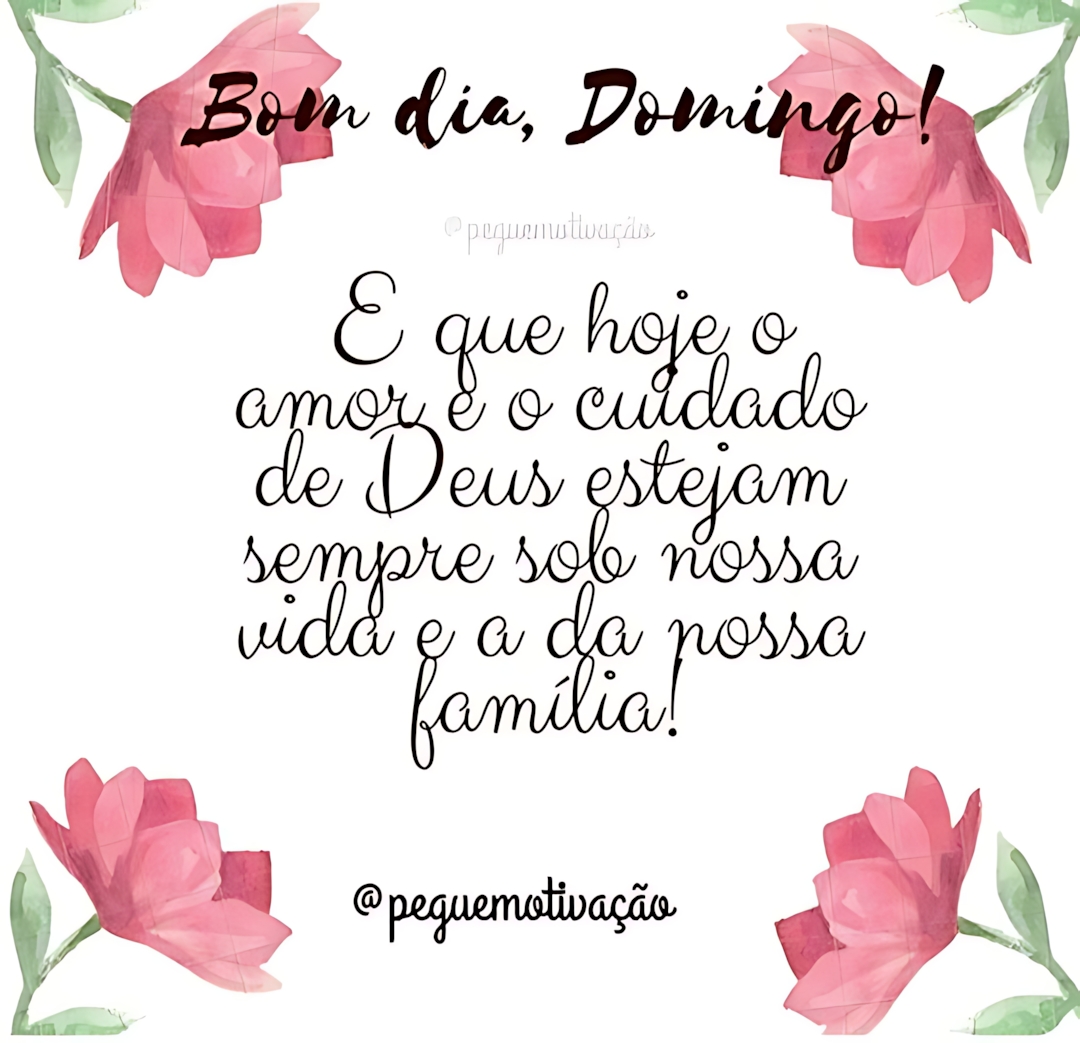 Bom dia, Domingo!
@peguemotivação
E que hoje o
amor e o cuidado
de Deus estejam
sempre sob nossa
vida e a da nossa
família!
@peguemotivação